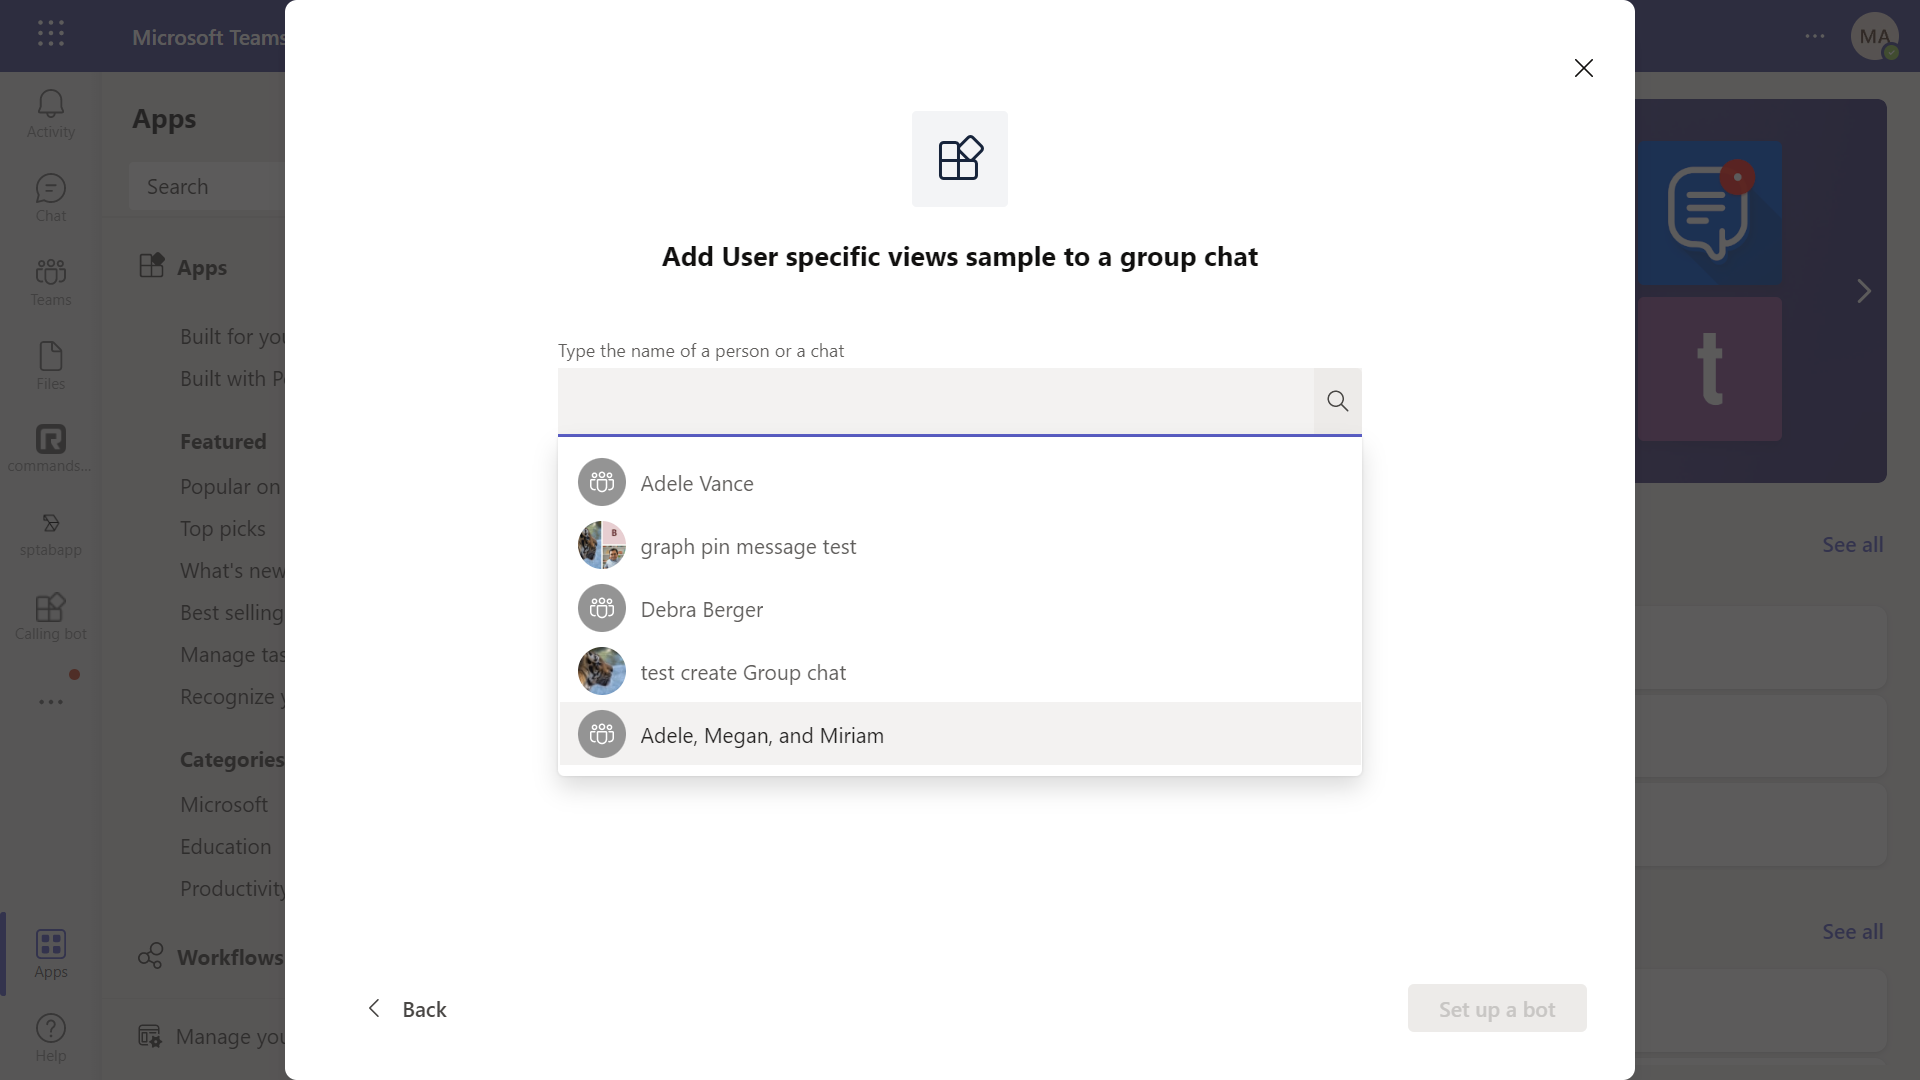 Microsoft Teams
MA
Activity
Chat
Teams
Files
commands...
sptabapp
Calling bot
Apps
Help
Apps
Search
Apps
Built for you
Built with
Featured
Popular on
Top picks
What's new
Best selling
Manage
Recognize
Categories
Microsoft
Education
Productivity
Workflows
Manage
Add User specific views sample to a group chat
Type the name of a person or a chat
Adele Vance
B
graph pin message test
Debra Berger
test create Group chat
Adele, Megan, and Miriam
Back
Set up a bot
t
See all
See all